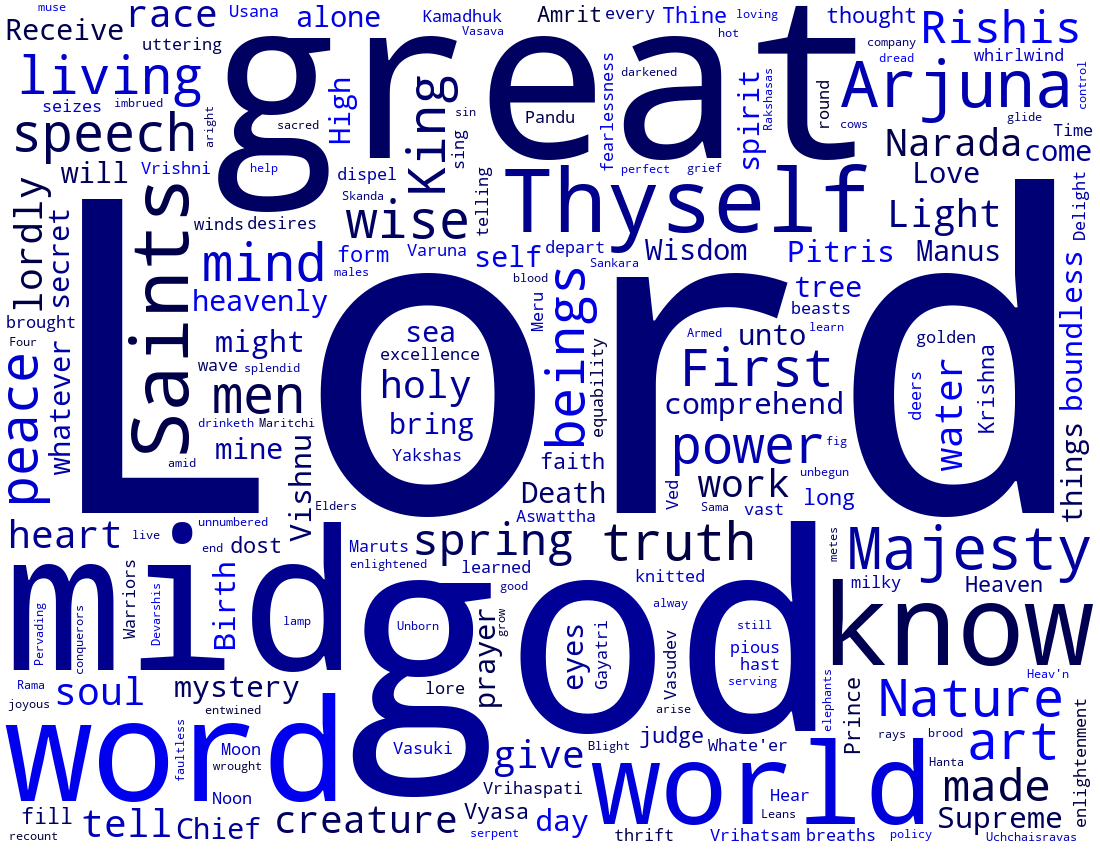 muse
Receive
race
Usana
alone
Kamadhuk
Vasava
Amrit
every
Thine
loving
hot
thought
company
dread
Rishis
whirlwind
uttering
great
living
seizes
imbrued
aright
sacred
High
King
sin
sing
Pandu
fearlessness
darkened
spirit
Rakshasas
round
cows
Arjuna
control
glide
Time
speech
Narada
come
will
Vrishni
help
dispel
Skanda
telling
perfect
grief
Love
Delight
lordly
secret
Saints
winds
desires
wise
Thyself
Light
mind
form
males
Varuna
self
depart
Sankara
Wisdom
Pitris
Manus
heavenly
blood
Meru
beings
tree
beasts
learn
brought
Four
whatever
peace
might
wave
splendid
sea
excellence
Lord
equability
Armed
unto
golden
boundless
men
holy
First
deers
water
Krishna
drinketh
Maritchi
bring
comprehend
mine
Yakshas
power
fig
amid
Vishnu
faith
unbegun
things
Death
Ved
work
Sama
vast
long
Elders
Aswattha
heart
live
unnumbered
end
dost
Maruts
enlightened
spring
learned
truth
metes
Majesty
mid
Warriors
Devarshis
Birth
good
knitted
milky
Heaven
Pervading
conquerors
lamp
Unborn
grow
god
alway
know
prayer
eyes
Gayatri
Vasudev
still
pious
hast
serving
Rama
joyous
soul
mystery
entwined
lore
arise
elephants
Prince
Heav'n
Nature
word
faultless
Moon
wrought
Vasuki
give
Blight
judge
Whate'er
rays
brood
art
enlightenment
Noon
Vrihaspati
world
Hear
Leans
Hanta
made
fill
recount
tell
Chief
creature
Vyasa
serpent
day
thrift
Vrihatsam
breaths
policy
Supreme
Uchchaisravas